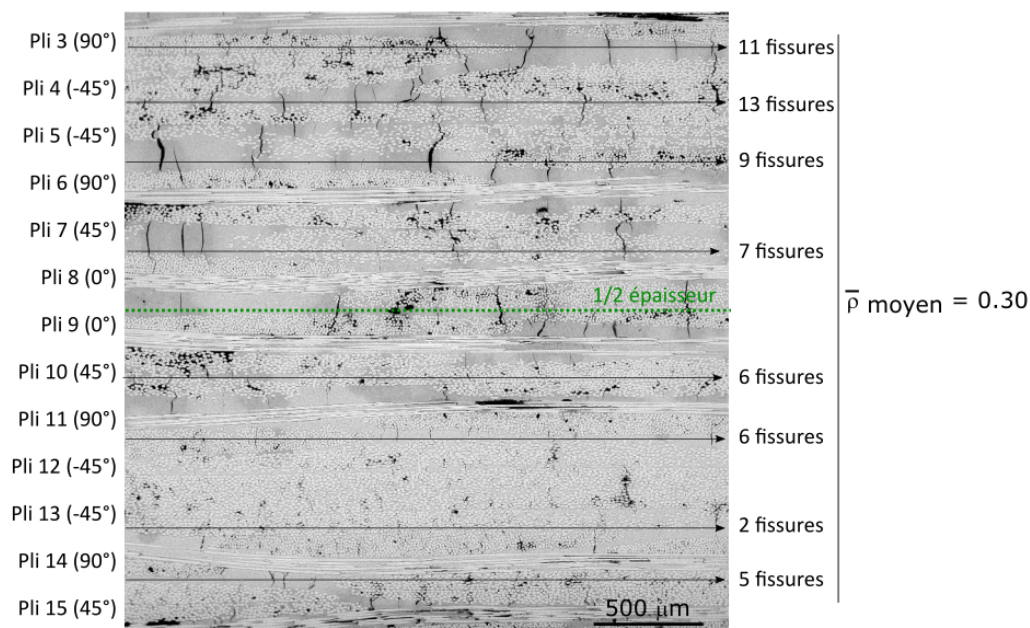 Pli 3 (90°)
11 fissures
Pli 4 (-45°)
13 fissures
Pli 5 (-45°)
9 fissures
Pli 6 (90°)
Pli 7 (45°)
7 fissures
Pli 8 (0°)
1/2 épaisseur
ρ̅ moyen = 0.30
Pli 9 (0°)
Pli 10 (45°)
6 fissures
Pli 11 (90°)
6 fissures
Pli 12 (-45°)
Pli 13 (-45°)
2 fissures
Pli 14 (90°)
5 fissures
Pli 15 (45°)
500 μm